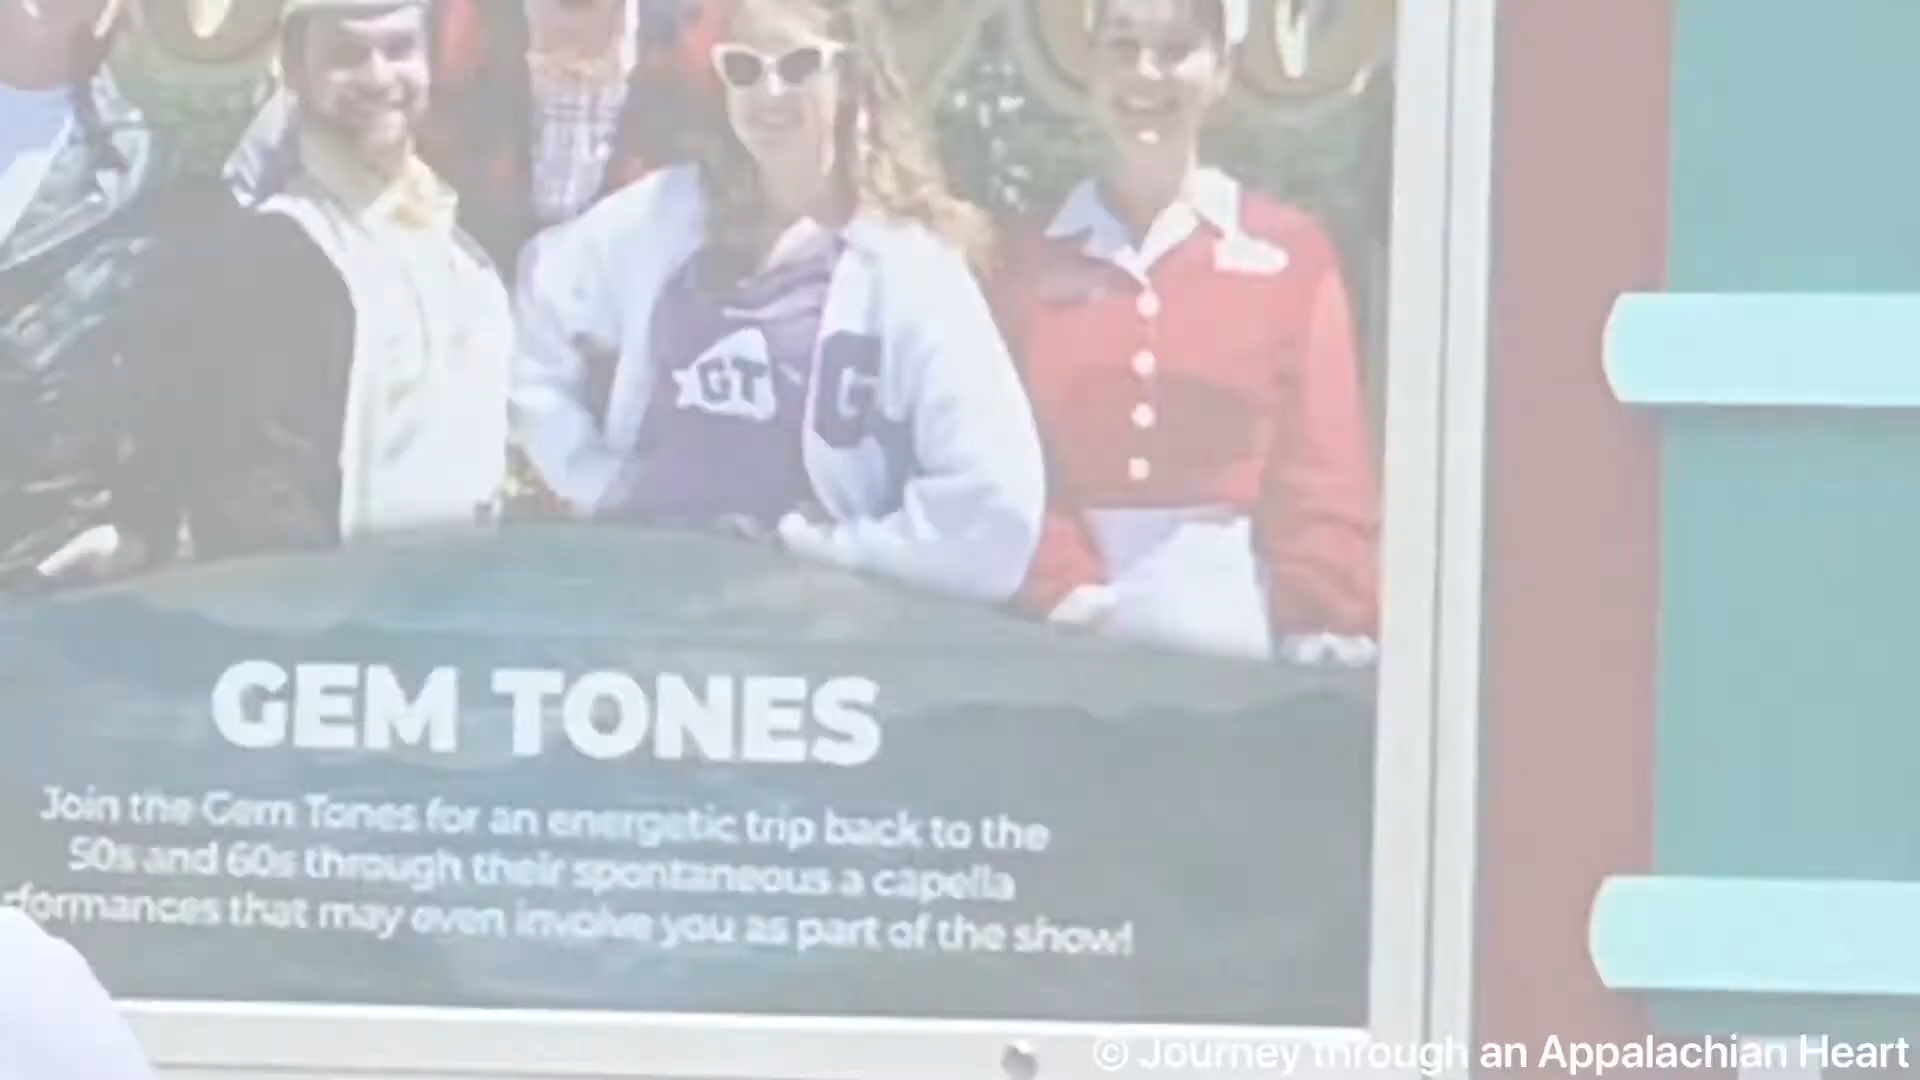 GT
G
GEM TONES
Join the Gem Tones for an energetic trip back to the
50s and 60s through their spontaneous a capella
formances that may even involve you as part of the show!
© Journey through an Appalachian Heart